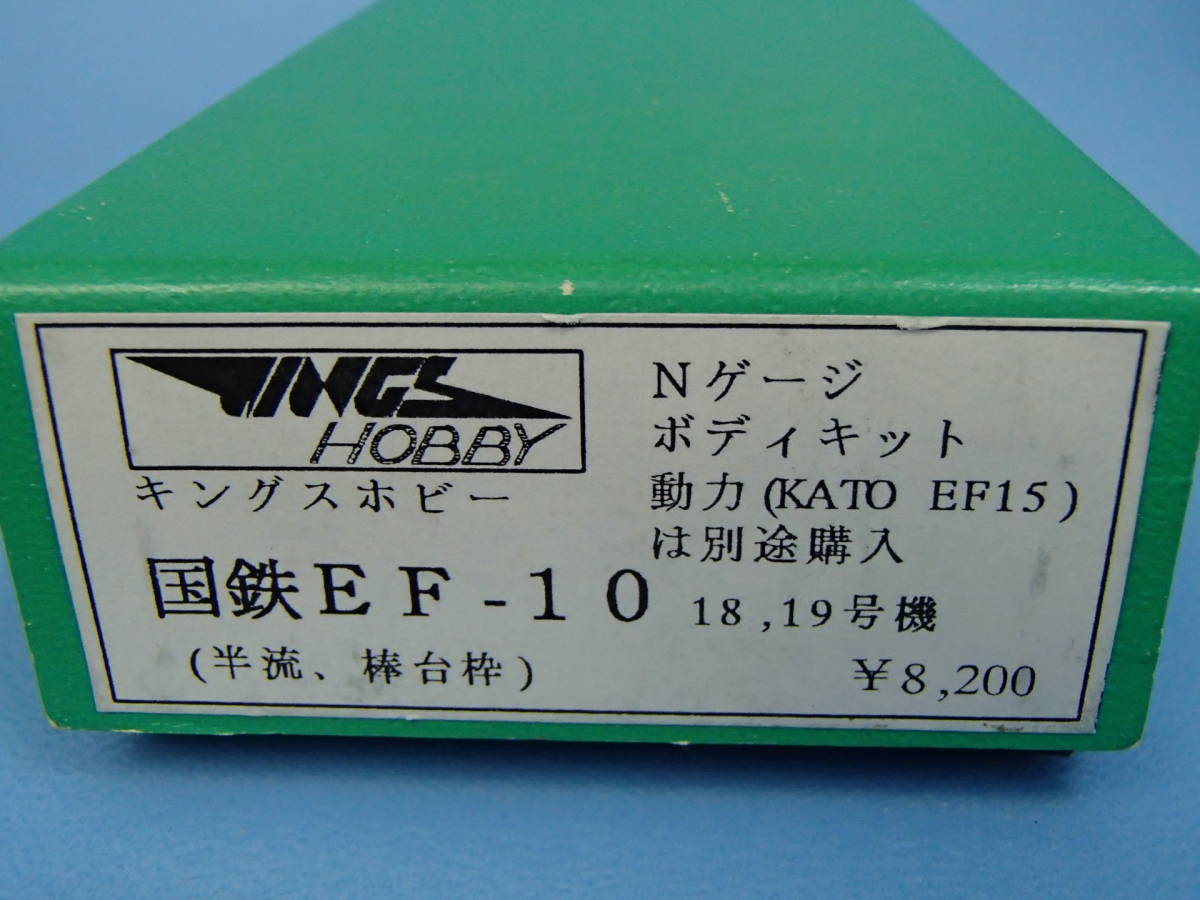 KINGS
HOBBY
キングスホビー
Nゲージ
ボディキット
動力(KATO EF15)
は別途購入
国鉄EF-10 18,19号機
(半流、棒台枠)
¥8,200